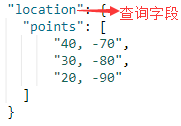 "location": { 查询字段
"points": [
"40, -70",
"30, -80",
"20, -90"
]
}